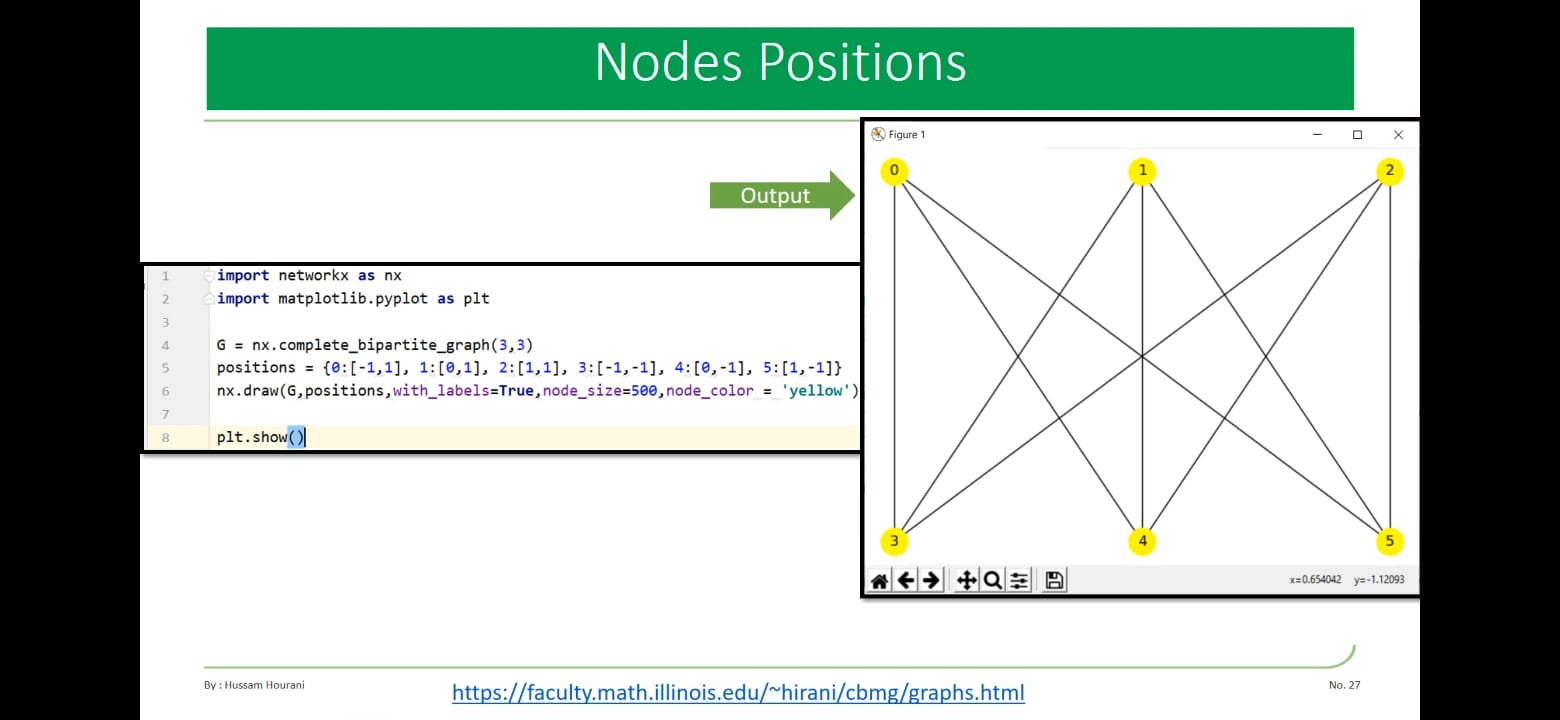 Nodes Positions
Output
1 import networkx as nx
2 import matplotlib.pyplot as plt
3
4 G = nx.complete_bipartite_graph(3,3)
5 positions = {0:[-1,1], 1:[0,1], 2:[1,1], 3:[-1,-1], 4:[0,-1], 5:[1,-1]}
6 nx.draw(G,positions,with_labels=True,node_size=500,node_color = 'yellow')
7
8 plt.show()
Figure 1
0 1 2
3 4 5
x=0.654042 y=-1.12093
By : Hussam Hourani
https://faculty.math.illinois.edu/~hirani/cbmg/graphs.html
No. 27